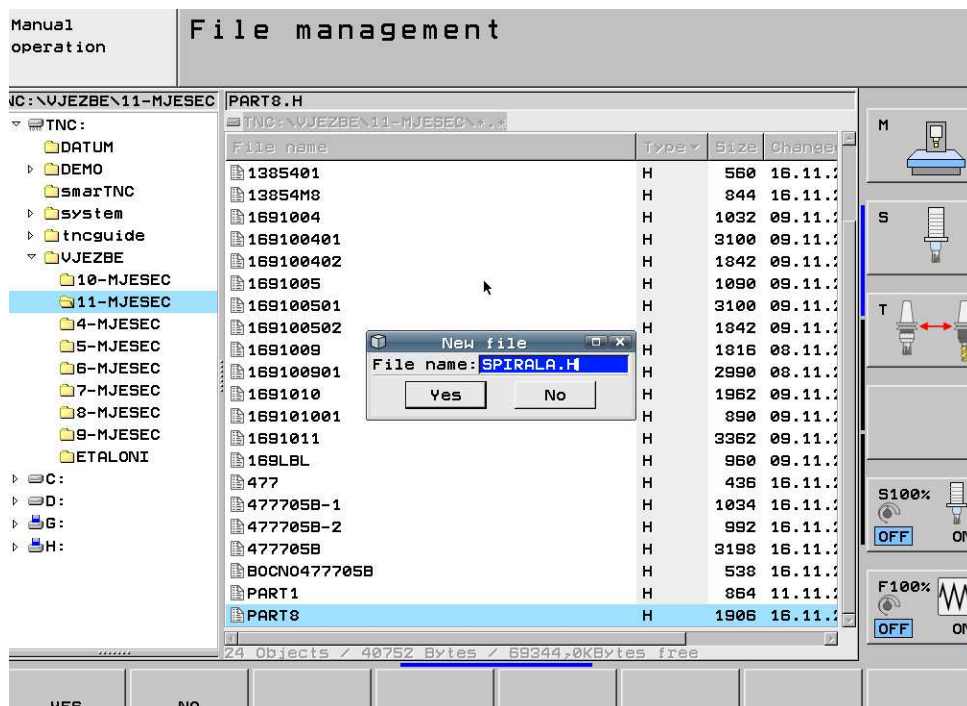 Manual
operation
File management
NC:\VJEZBE\11-MJESEC
PART8.H
TNC:
TNC:\VJEZBE\11-MJESEC\*.*
DATUM
DEMO
smarTNC
system
tncguide
VJEZBE
10-MJESEC
11-MJESEC
4-MJESEC
5-MJESEC
6-MJESEC
7-MJESEC
8-MJESEC
9-MJESEC
ETALONI
C:
D:
G:
H:
File name Type Size Change
1385401 H 560 16.11.
13854M8 H 844 16.11.
1691004 H 1032 09.11.
169100401 H 3100 09.11.
169100402 H 1842 09.11.
1691005 H 1090 09.11.
169100501 H 3100 09.11.
169100502 H 1842 09.11.
1691009 H 1816 08.11.
169100901 H 2990 08.11.
1691010 H 1962 09.11.
169101001 H 890 09.11.
1691011 H 3362 09.11.
169LBL H 960 09.11.
477 H 436 16.11.
477705B-1 H 1034 16.11.
477705B-2 H 992 16.11.
477705B H 3198 16.11.
BOCNO477705B H 538 16.11.
PART1 H 864 11.11.
PART8 H 1906 16.11.
24 Objects / 40752 Bytes / 69344,0KBytes free
New file
File name: SPIRALA.H
Yes No
M
S
T
S100%
OFF ON
F100%
OFF ON
YES NO